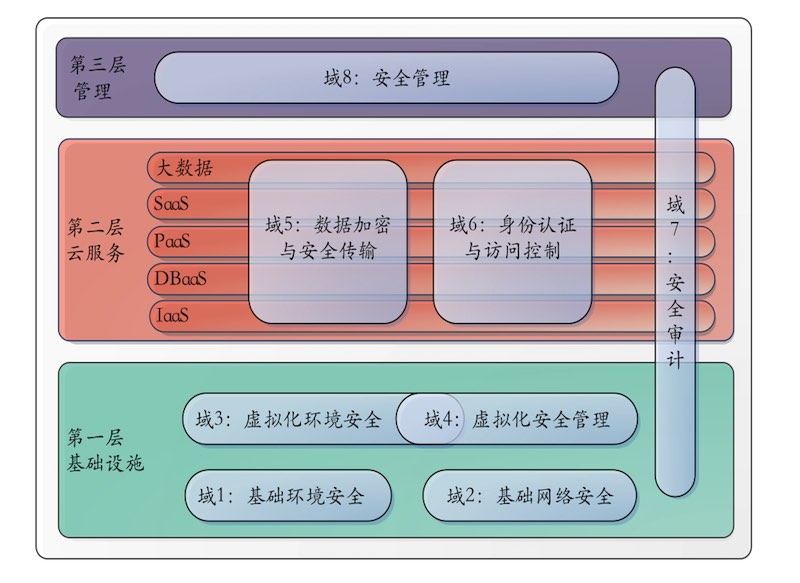 第三层
管理
域8：安全管理
第二层
云服务
大数据
SaaS
PaaS
DBaaS
IaaS
域5：数据加密
与安全传输
域6：身份认证
与访问控制
域
7
：
安
全
审
计
第一层
基础设施
域3：虚拟化环境安全
域4：虚拟化安全管理
域1：基础环境安全
域2：基础网络安全